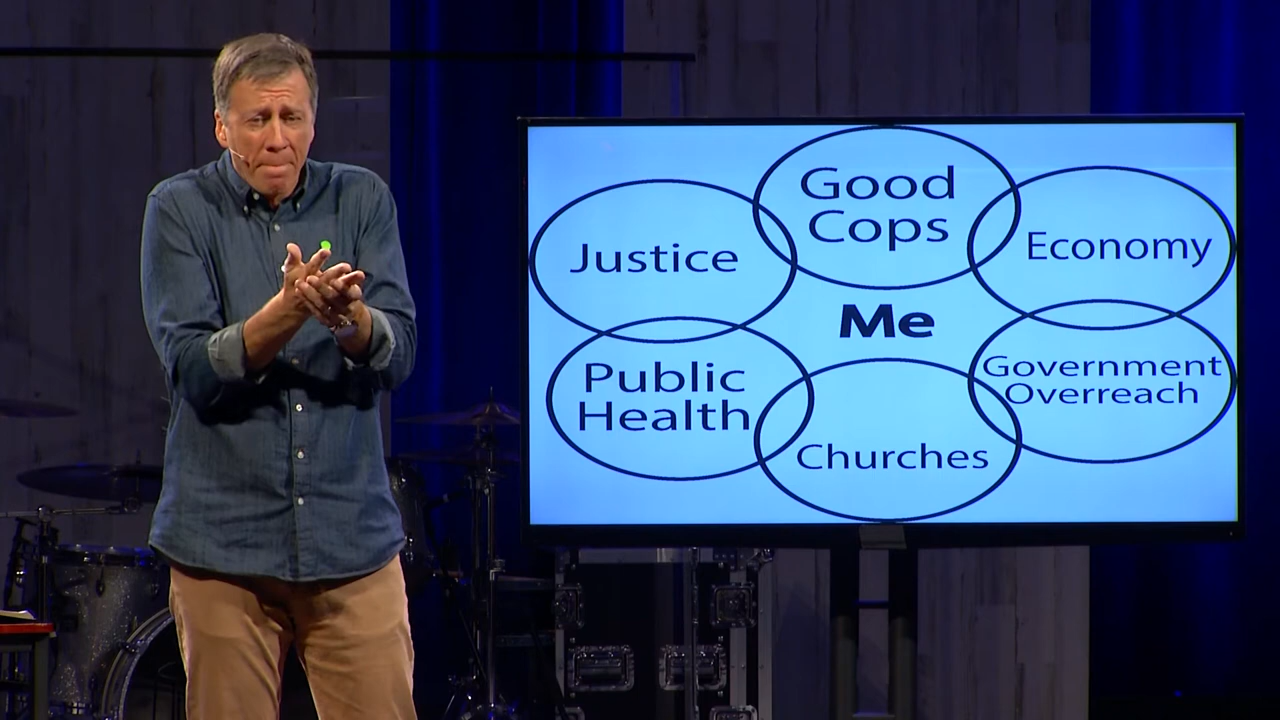 Good
Cops
Justice
Economy
Me
Public
Health
Government
Overreach
Churches